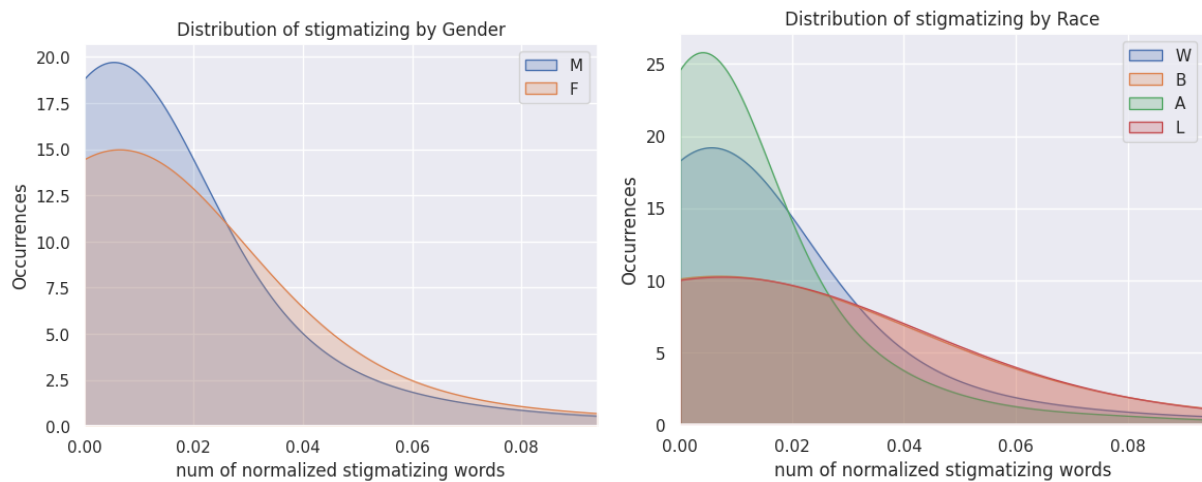 Distribution of stigmatizing by Gender
M
F
20.0
17.5
15.0
12.5
10.0
7.5
5.0
2.5
0.0
Occurrences
0.00
0.02
0.04
0.06
0.08
num of normalized stigmatizing words
Distribution of stigmatizing by Race
W
B
A
L
25
20
15
10
5
0
Occurrences
0.00
0.02
0.04
0.06
0.08
num of normalized stigmatizing words